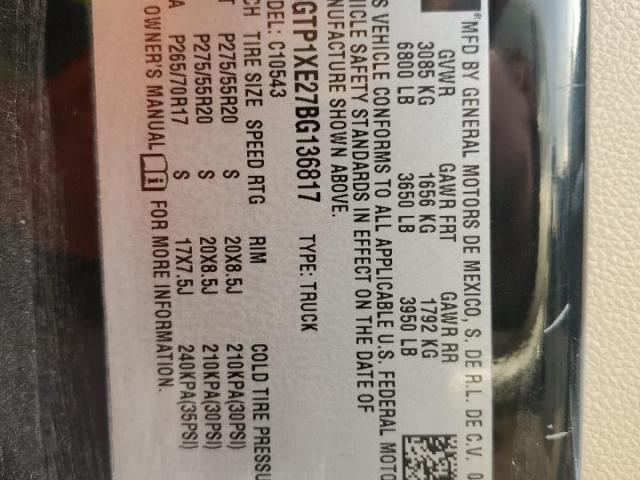 ®MFD BY GENERAL MOTORS DE MEXICO, S. DE R.L. DE C.V. 0
GVWR GAWR FRT GAWR RR
3085 KG 1656 KG 1792 KG
6800 LB 3650 LB 3950 LB
S VEHICLE CONFORMS TO ALL APPLICABLE U.S. FEDERAL MOTO
ICLE SAFETY STANDARDS IN EFFECT ON THE DATE OF
NUFACTURE SHOWN ABOVE.
GTP1XE27BG136817 TYPE: TRUCK
DEL: C10543
CH TIRE SIZE SPEED RTG RIM COLD TIRE PRESSU
T P275/55R20 S 20X8.5J 210KPA(30PSI)
T P275/55R20 S 20X8.5J 210KPA(30PSI)
A P265/70R17 S 17X7.5J 240KPA(35PSI)
OWNER'S MANUAL FOR MORE INFORMATION.